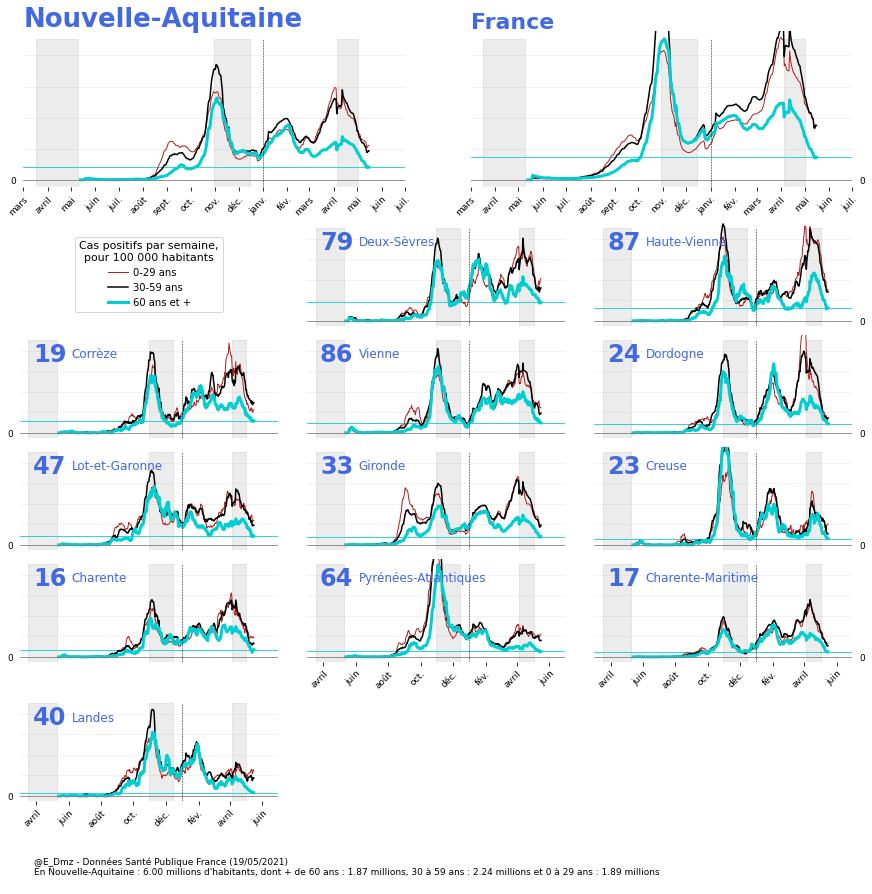 Nouvelle-Aquitaine
France
0
0
mars avril mai juin juil. août sept. oct. nov. déc. janv. fév. mars avril mai juin juil.
mars avril mai juin juil. août sept. oct. nov. déc. janv. fév. mars avril mai juin juil.
Cas positifs par semaine,
pour 100 000 habitants
0-29 ans
30-59 ans
60 ans et +
79 Deux-Sèvres
87 Haute-Vienne
0
19 Corrèze
86 Vienne
24 Dordogne
0
0
47 Lot-et-Garonne
33 Gironde
23 Creuse
0
0
16 Charente
64 Pyrénées-Atlantiques
17 Charente-Maritime
0
0
avril juin août oct. déc. fév. avril juin
avril juin août oct. déc. fév. avril juin
40 Landes
0
avril juin août oct. déc. fév. avril juin
@E_Dmz - Données Santé Publique France (19/05/2021)
En Nouvelle-Aquitaine : 6.00 millions d'habitants, dont + de 60 ans : 1.87 millions, 30 à 59 ans : 2.24 millions et 0 à 29 ans : 1.89 millions